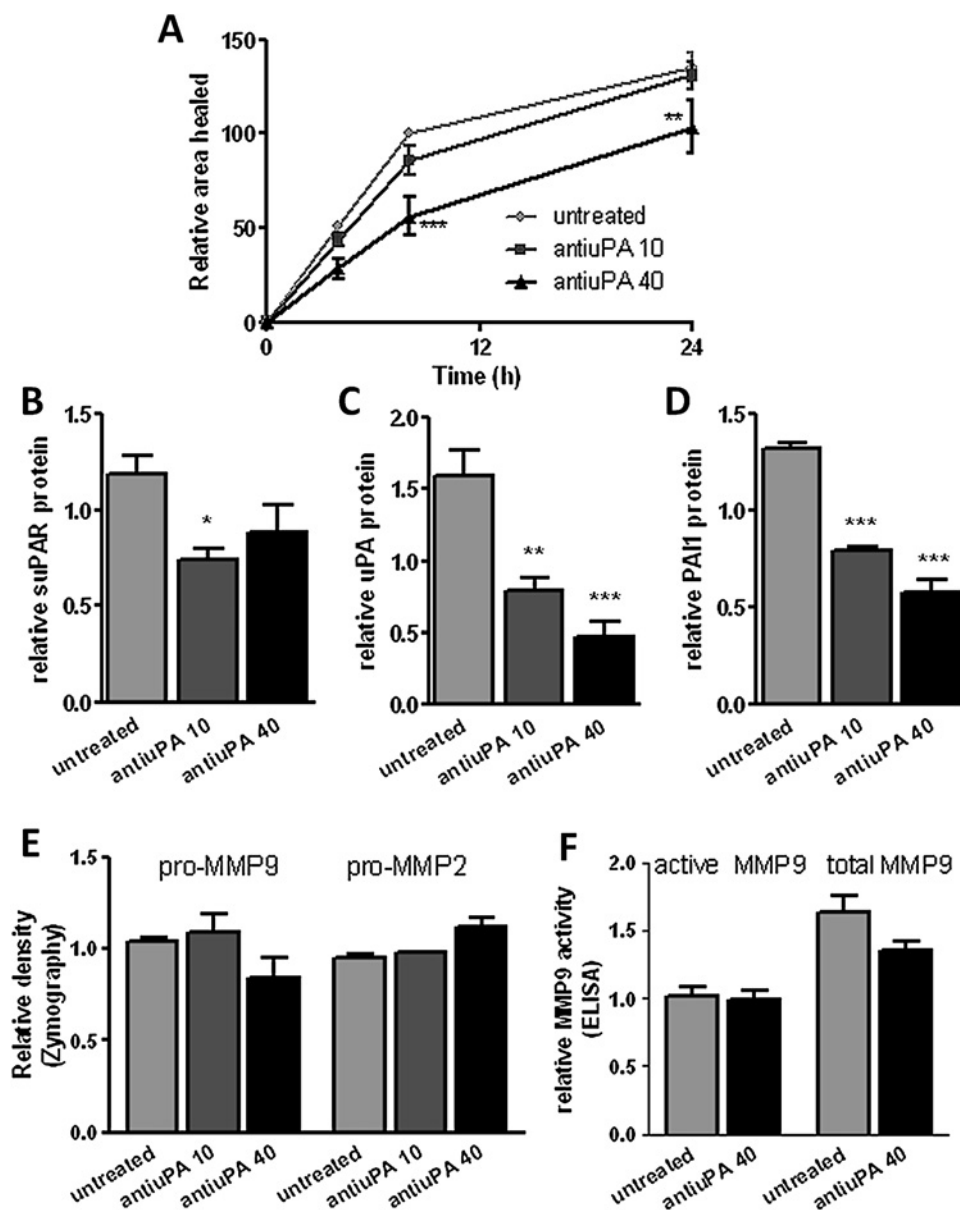 A
150
100
50
0
Relative area healed
**
***
untreated
antiuPA 10
antiuPA 40
0 12 24
Time (h)
B
1.5
1.0
0.5
0.0
relative suPAR protein
*
untreated
antiuPA 10
antiuPA 40
C
2.0
1.5
1.0
0.5
0.0
relative uPA protein
**
***
untreated
antiuPA 10
antiuPA 40
D
1.5
1.0
0.5
0.0
relative PAI1 protein
***
***
untreated
antiuPA 10
antiuPA 40
E
pro-MMP9 pro-MMP2
1.5
1.0
0.5
0.0
Relative density
(Zymography)
untreated
antiuPA 10
antiuPA 40
untreated
antiuPA 10
antiuPA 40
F
active MMP9 total MMP9
2.0
1.5
1.0
0.5
0.0
relative MMP9 activity
(ELISA)
untreated
antiuPA 40
untreated
antiuPA 40